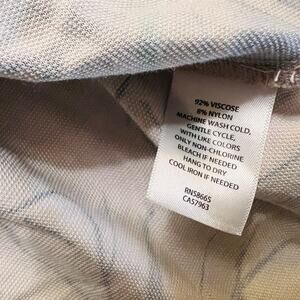 92% VISCOSE
8% NYLON
MACHINE WASH COLD,
GENTLE CYCLE,
WITH LIKE COLORS
ONLY NON-CHLORINE
BLEACH IF NEEDED
HANG TO DRY
COOL IRON IF NEEDED
RN58665
CA57963